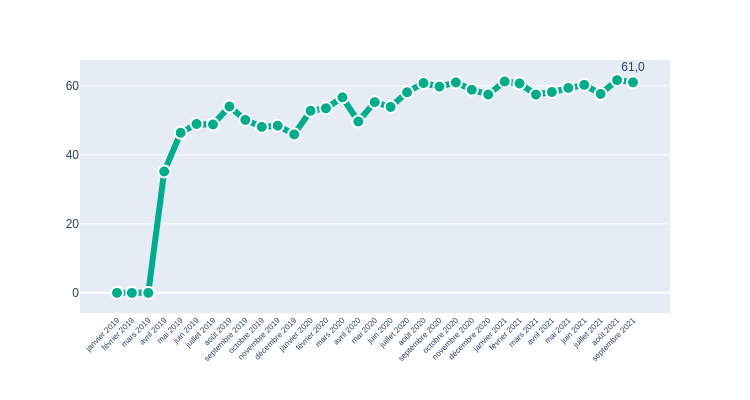 61,0
60
40
20
0
janvier 2019
février 2019
mars 2019
avril 2019
mai 2019
juin 2019
juillet 2019
août 2019
septembre 2019
octobre 2019
novembre 2019
décembre 2019
janvier 2020
février 2020
mars 2020
avril 2020
mai 2020
juin 2020
juillet 2020
août 2020
septembre 2020
octobre 2020
novembre 2020
décembre 2020
janvier 2021
février 2021
mars 2021
avril 2021
mai 2021
juin 2021
juillet 2021
août 2021
septembre 2021